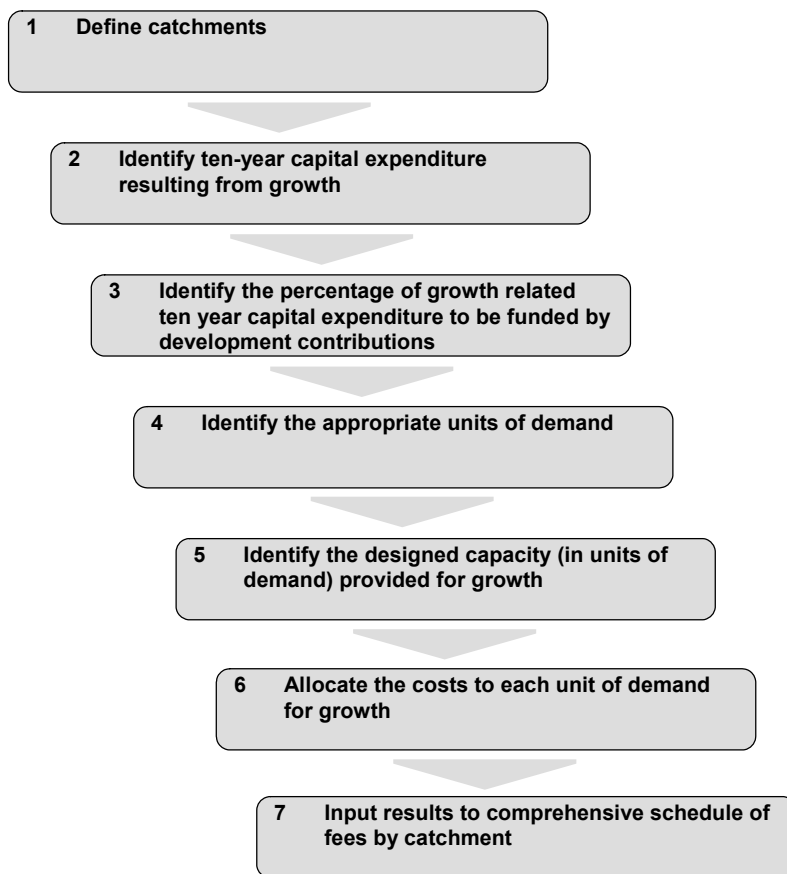 1 Define catchments
2 Identify ten-year capital expenditure
resulting from growth
3 Identify the percentage of growth related
ten year capital expenditure to be funded by
development contributions
4 Identify the appropriate units of demand
5 Identify the designed capacity (in units of
demand) provided for growth
6 Allocate the costs to each unit of demand
for growth
7 Input results to comprehensive schedule of
fees by catchment